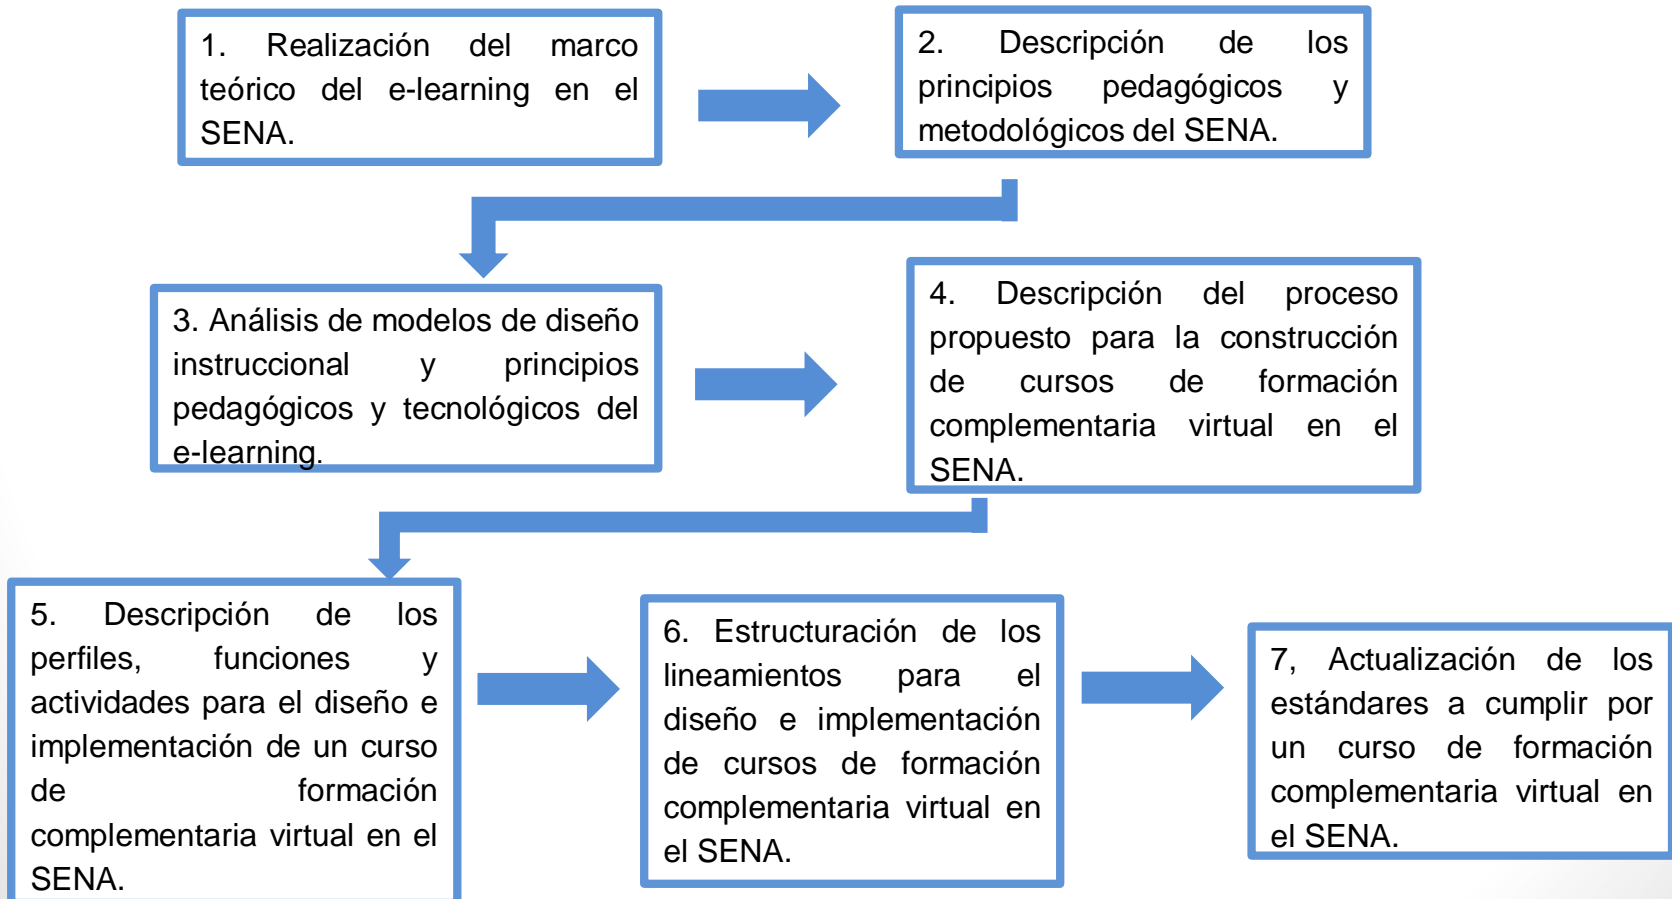 1. Realización del marco
teórico del e-learning en el
SENA.
2. Descripción de los
principios pedagógicos y
metodológicos del SENA.
3. Análisis de modelos de diseño
instruccional y principios
pedagógicos y tecnológicos del
e-learning.
4. Descripción del proceso
propuesto para la construcción
de cursos de formación
complementaria virtual en el
SENA.
5. Descripción de los
perfiles, funciones y
actividades para el diseño e
implementación de un curso
de formación
complementaria virtual en el
SENA.
6. Estructuración de los
lineamientos para el
diseño e implementación
de cursos de formación
complementaria virtual en
el SENA.
7, Actualización de los
estándares a cumplir por
un curso de formación
complementaria virtual en
el SENA.